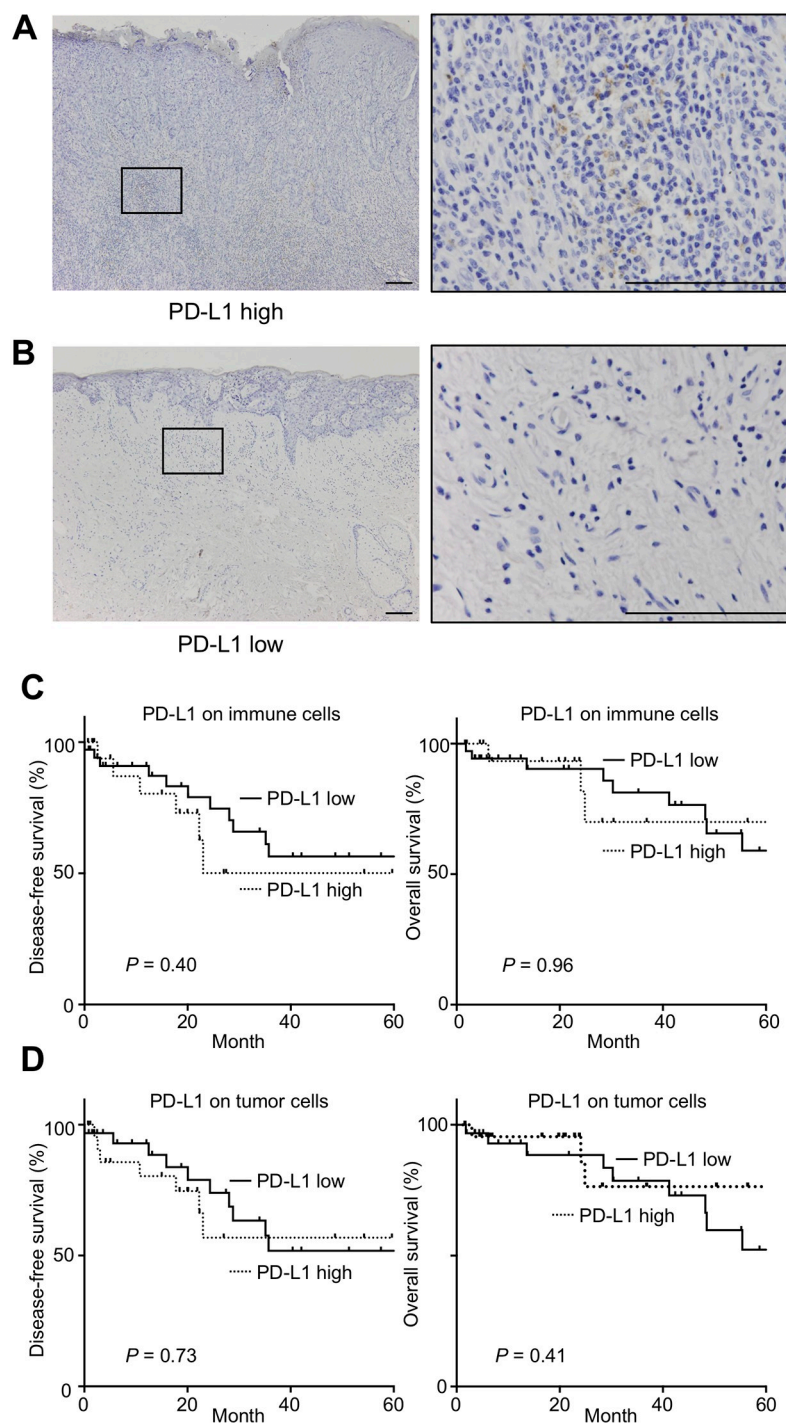 A
PD-L1 high
B
PD-L1 low
C
PD-L1 on immune cells
Disease-free survival (%)
100
50
0
PD-L1 low
PD-L1 high
P = 0.40
0 20 40 60
Month
PD-L1 on immune cells
Overall survival (%)
100
50
0
PD-L1 low
PD-L1 high
P = 0.96
0 20 40 60
Month
D
PD-L1 on tumor cells
Disease-free survival (%)
100
50
0
PD-L1 low
PD-L1 high
P = 0.73
0 20 40 60
Month
PD-L1 on tumor cells
Overall survival (%)
100
50
0
PD-L1 low
PD-L1 high
P = 0.41
0 20 40 60
Month